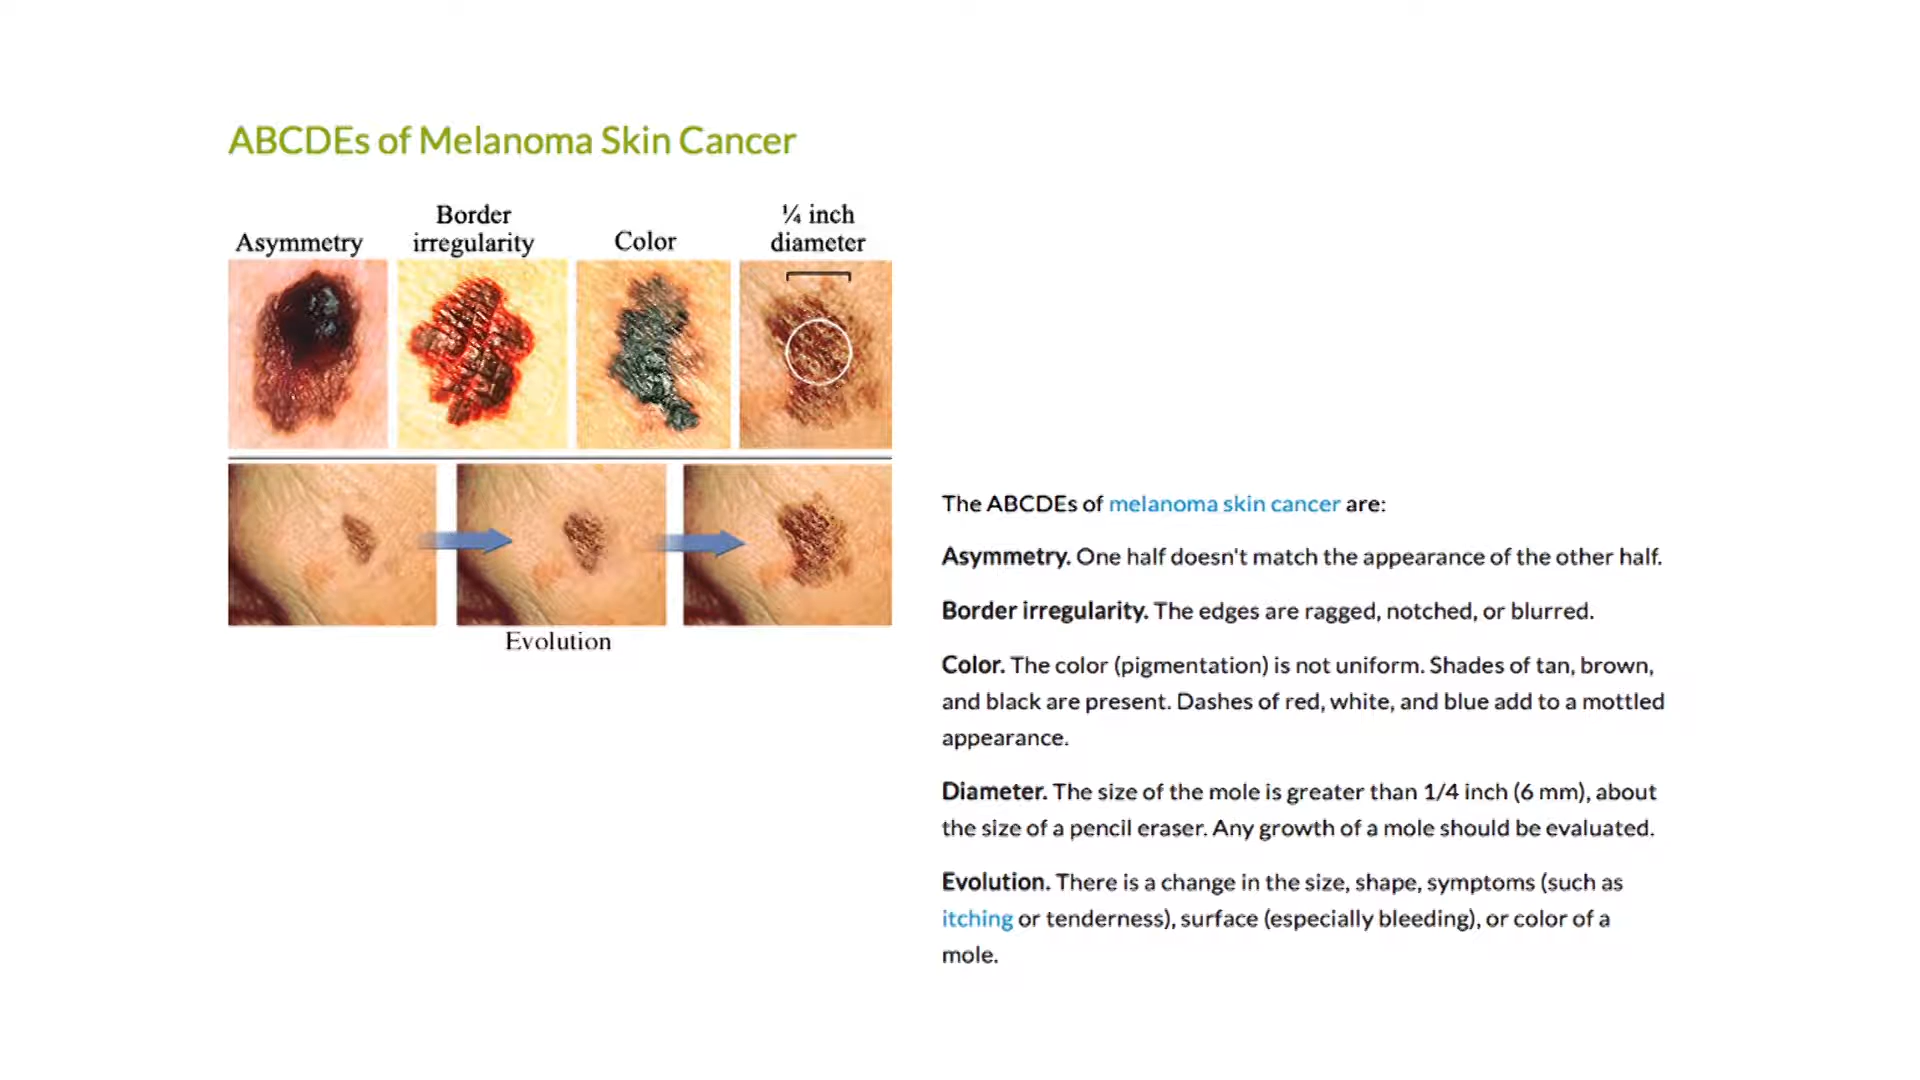 ABCDEs of Melanoma Skin Cancer
Asymmetry
Border
irregularity
Color
¼ inch
diameter
Evolution
The ABCDEs of melanoma skin cancer are:
Asymmetry. One half doesn't match the appearance of the other half.
Border irregularity. The edges are ragged, notched, or blurred.
Color. The color (pigmentation) is not uniform. Shades of tan, brown,
and black are present. Dashes of red, white, and blue add to a mottled
appearance.
Diameter. The size of the mole is greater than 1/4 inch (6 mm), about
the size of a pencil eraser. Any growth of a mole should be evaluated.
Evolution. There is a change in the size, shape, symptoms (such as
itching or tenderness), surface (especially bleeding), or color of a
mole.